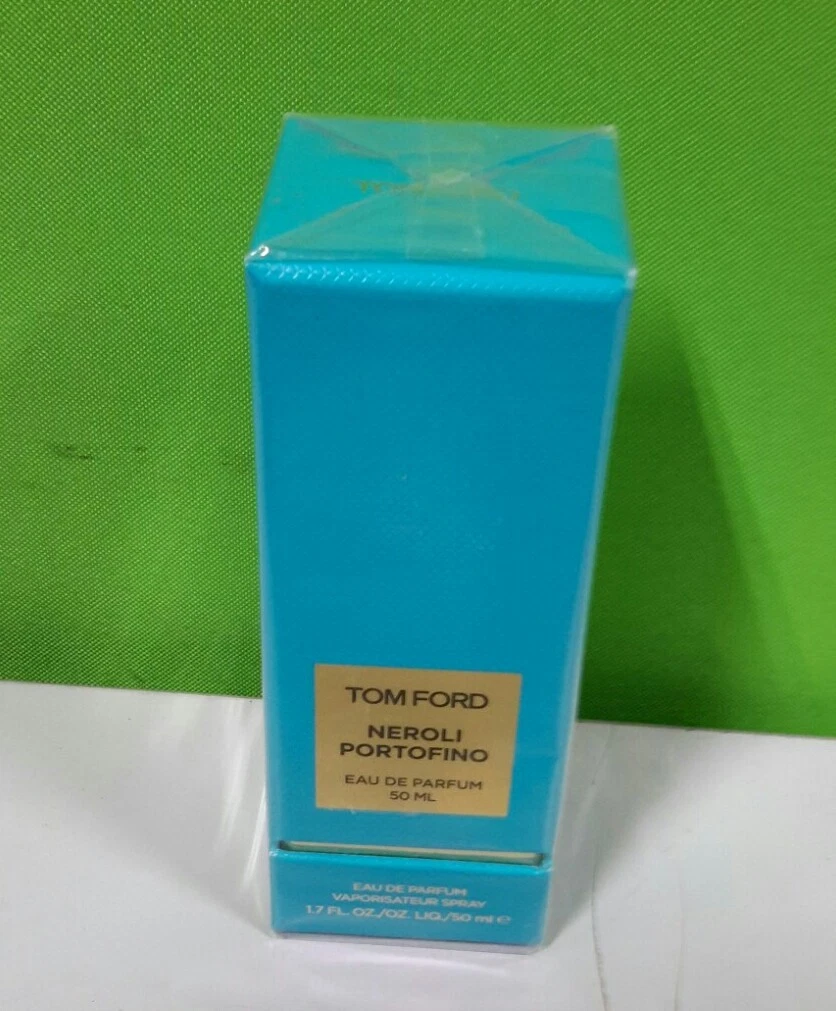 TOM FORD
NEROLI
PORTOFINO
EAU DE PARFUM
50 ML
EAU DE PARFUM
VAPORISATEUR SPRAY
1.7 FL. OZ./OZ. LIQ./50 ml ℮